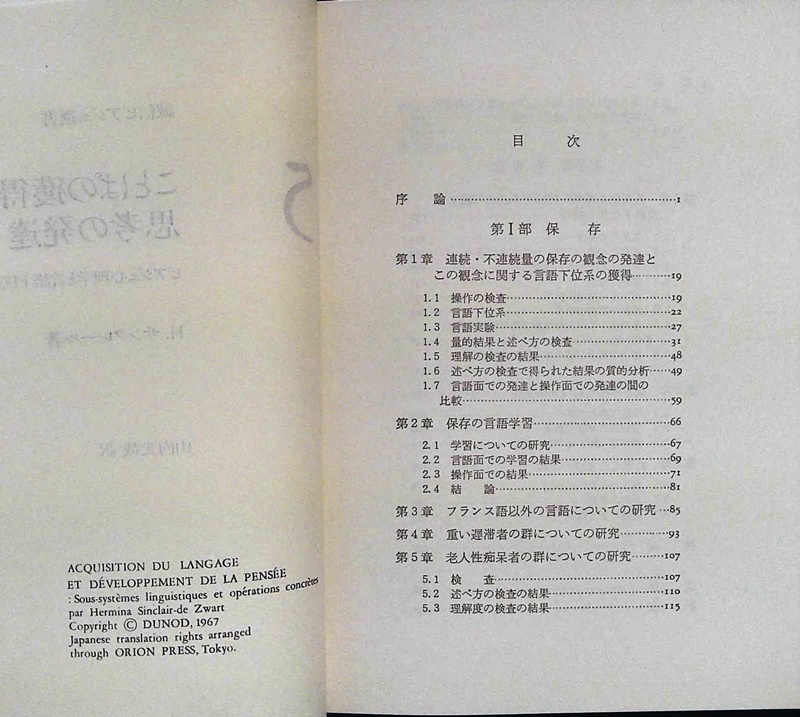 ACQUISITION DU LANGAGE
ET DÉVELOPPEMENT DE LA PENSÉE
: Sous-systèmes linguistiques et opérations concrètes
par Hermina Sinclair-de Zwart
Copyright © DUNOD, 1967
Japanese translation rights arranged
through ORION PRESS, Tokyo.
目 次
序 論……………………1
第Ⅰ部 保 存
第1章 連続・不連続量の保存の観念の発達と
この観念に関する言語下位系の獲得…………19
1.1 操作の検査……………………19
1.2 言語下位系……………………22
1.3 言語実験……………………27
1.4 量的結果と述べ方の検査……………31
1.5 理解の検査の結果………………48
1.6 述べ方の検査で得られた結果の質的分析……49
1.7 言語面での発達と操作面での発達の間の
比較……………………59
第2章 保存の言語学習……………………66
2.1 学習についての研究………………67
2.2 言語面での学習の結果……………69
2.3 操作面での結果………………71
2.4 結 論……………………81
第3章 フランス語以外の言語についての研究…85
第4章 重い遅滞者の群についての研究………93
第5章 老人性痴呆者の群についての研究………107
5.1 検 査……………………107
5.2 述べ方の検査の結果………………110
5.3 理解度の検査の結果………………115
5
ことばの獲得
思考の発達